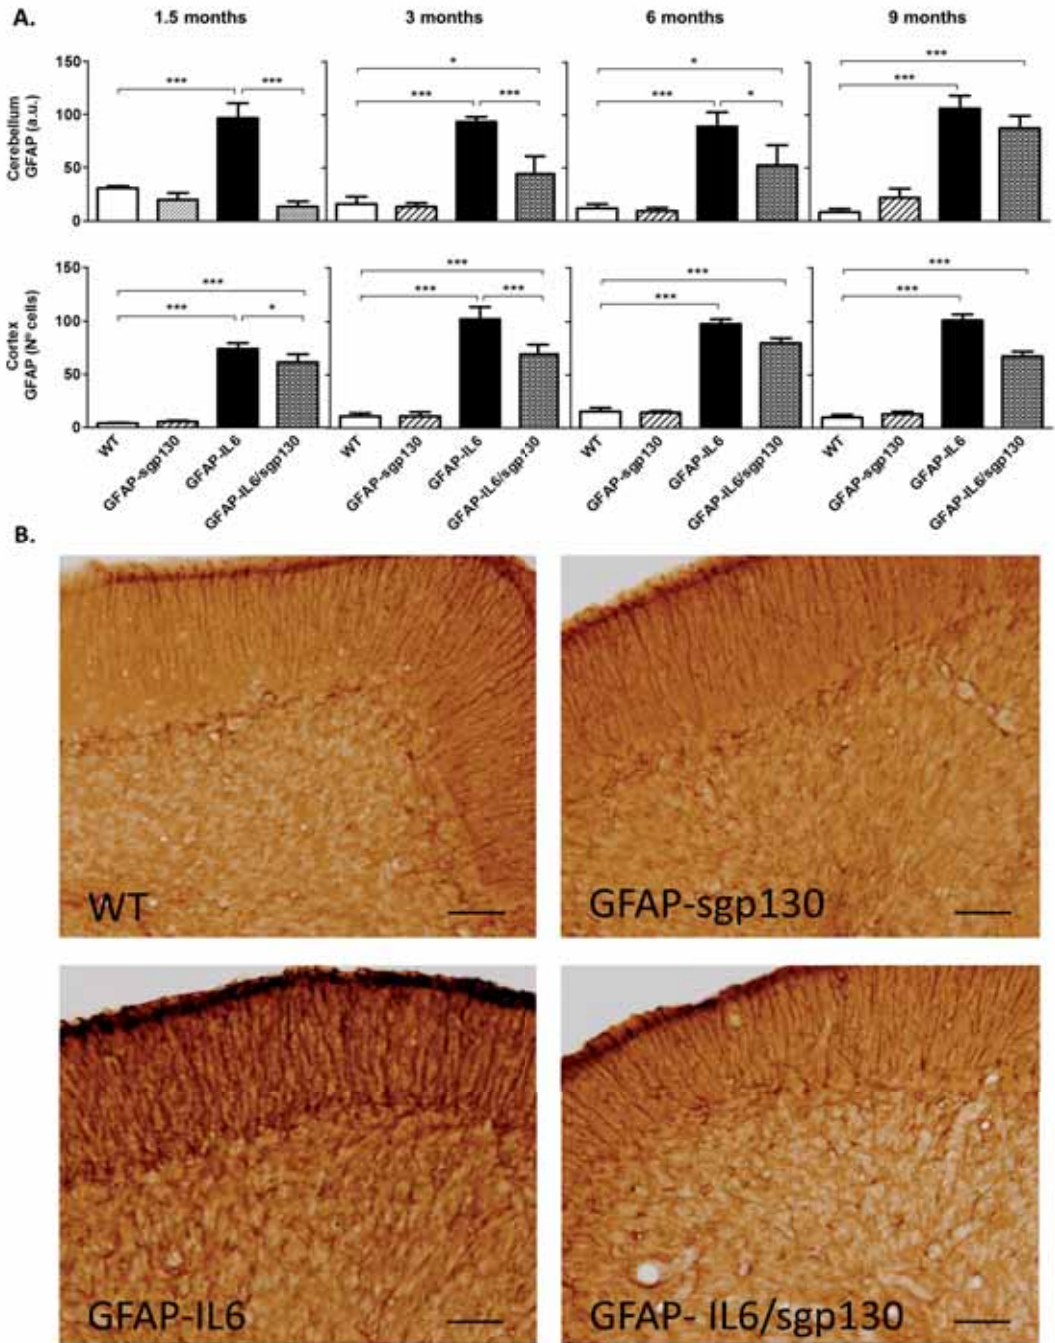 A.
1.5 months 3 months 6 months 9 months
Cerebellum
GFAP (a.u.)
150
100
50
0
*** ***
* *** ***
* *** *
*** ***
Cortex
GFAP (Nº cells)
150
100
50
0
*** *** *
*** *** ***
*** ***
*** ***
WT GFAP-sgp130 GFAP-IL6 GFAP-IL6/sgp130 WT GFAP-sgp130 GFAP-IL6 GFAP-IL6/sgp130 WT GFAP-sgp130 GFAP-IL6 GFAP-IL6/sgp130 WT GFAP-sgp130 GFAP-IL6 GFAP-IL6/sgp130
B.
WT GFAP-sgp130
GFAP-IL6 GFAP- IL6/sgp130